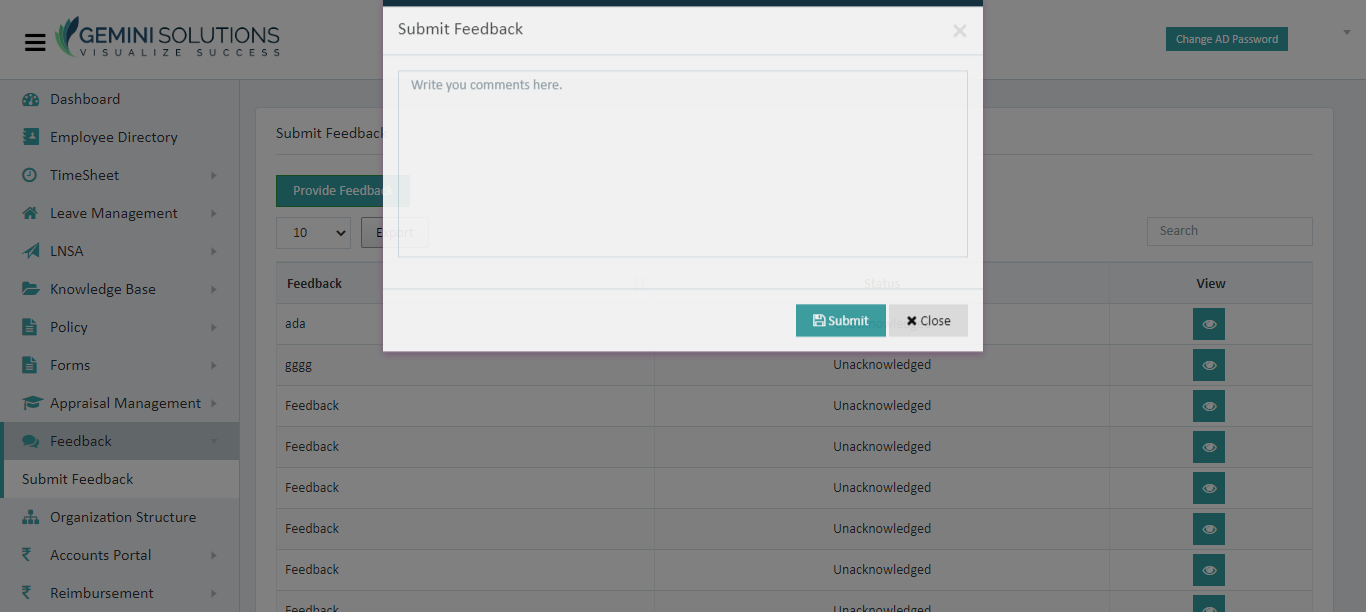 GEMINI SOLUTIONS
VISUALIZE SUCCESS
Change AD Password
Submit Feedback
×
Write you comments here.
Submit
Close
Dashboard
Employee Directory
TimeSheet
Leave Management
LNSA
Knowledge Base
Policy
Forms
Appraisal Management
Feedback
Submit Feedback
Organization Structure
Accounts Portal
Reimbursement
Submit Feedback
Provide Feedback
10
Export
Search
Feedback Status View
ada
gggg Unacknowledged
Feedback Unacknowledged
Feedback Unacknowledged
Feedback Unacknowledged
Feedback Unacknowledged
Feedback Unacknowledged
Feedback Unacknowledged